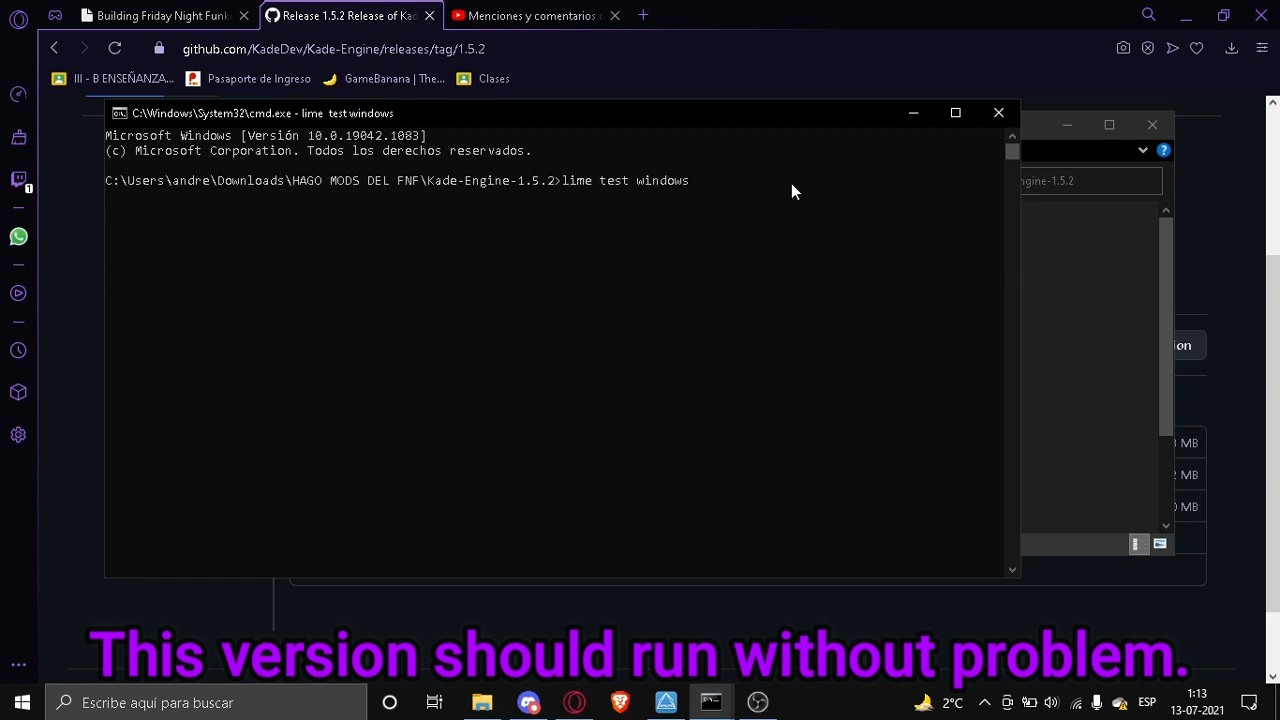 Building Friday Night Funk
Release 1.5.2 Release of Kade
Menciones y comentarios -
github.com/KadeDev/Kade-Engine/releases/tag/1.5.2
III - B ENSEÑANZA...
Pasaporte de Ingreso
GameBanana | The...
Clases
C:\Windows\System32\cmd.exe - lime test windows
Microsoft Windows [Versión 10.0.19042.1083]
(c) Microsoft Corporation. Todos los derechos reservados.
C:\Users\andre\Downloads\HAGO MODS DEL FNF\Kade-Engine-1.5.2>lime test windows
ngine-1.5.2
1
ion
MB
2 MB
0 MB
This version should run without problem.
Escribe aquí para buscar
2°C
ESP
1:13
13-07-2021